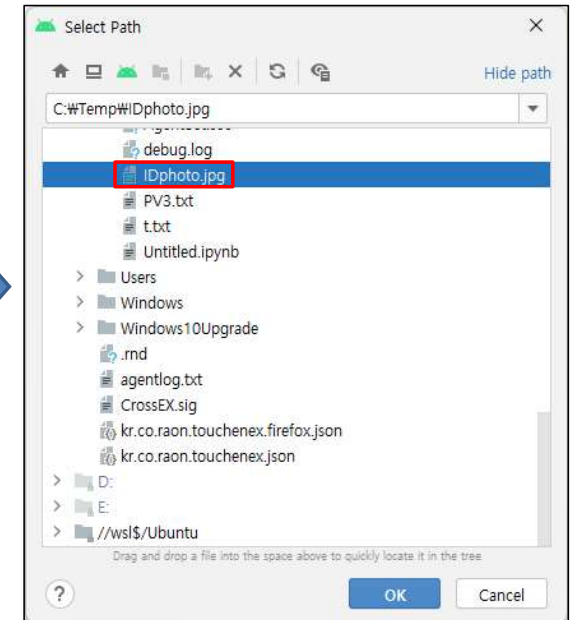 Select Path
Hide path
C:₩Temp₩IDphoto.jpg
debug.log
IDphoto.jpg
PV3.txt
t.txt
Untitled.ipynb
Users
Windows
Windows10Upgrade
.rnd
agentlog.txt
CrossEX.sig
kr.co.raon.touchenex.firefox.json
kr.co.raon.touchenex.json
D:
E:
//wsl$/Ubuntu
Drag and drop a file into the space above to quickly locate it in the tree
?
OK
Cancel